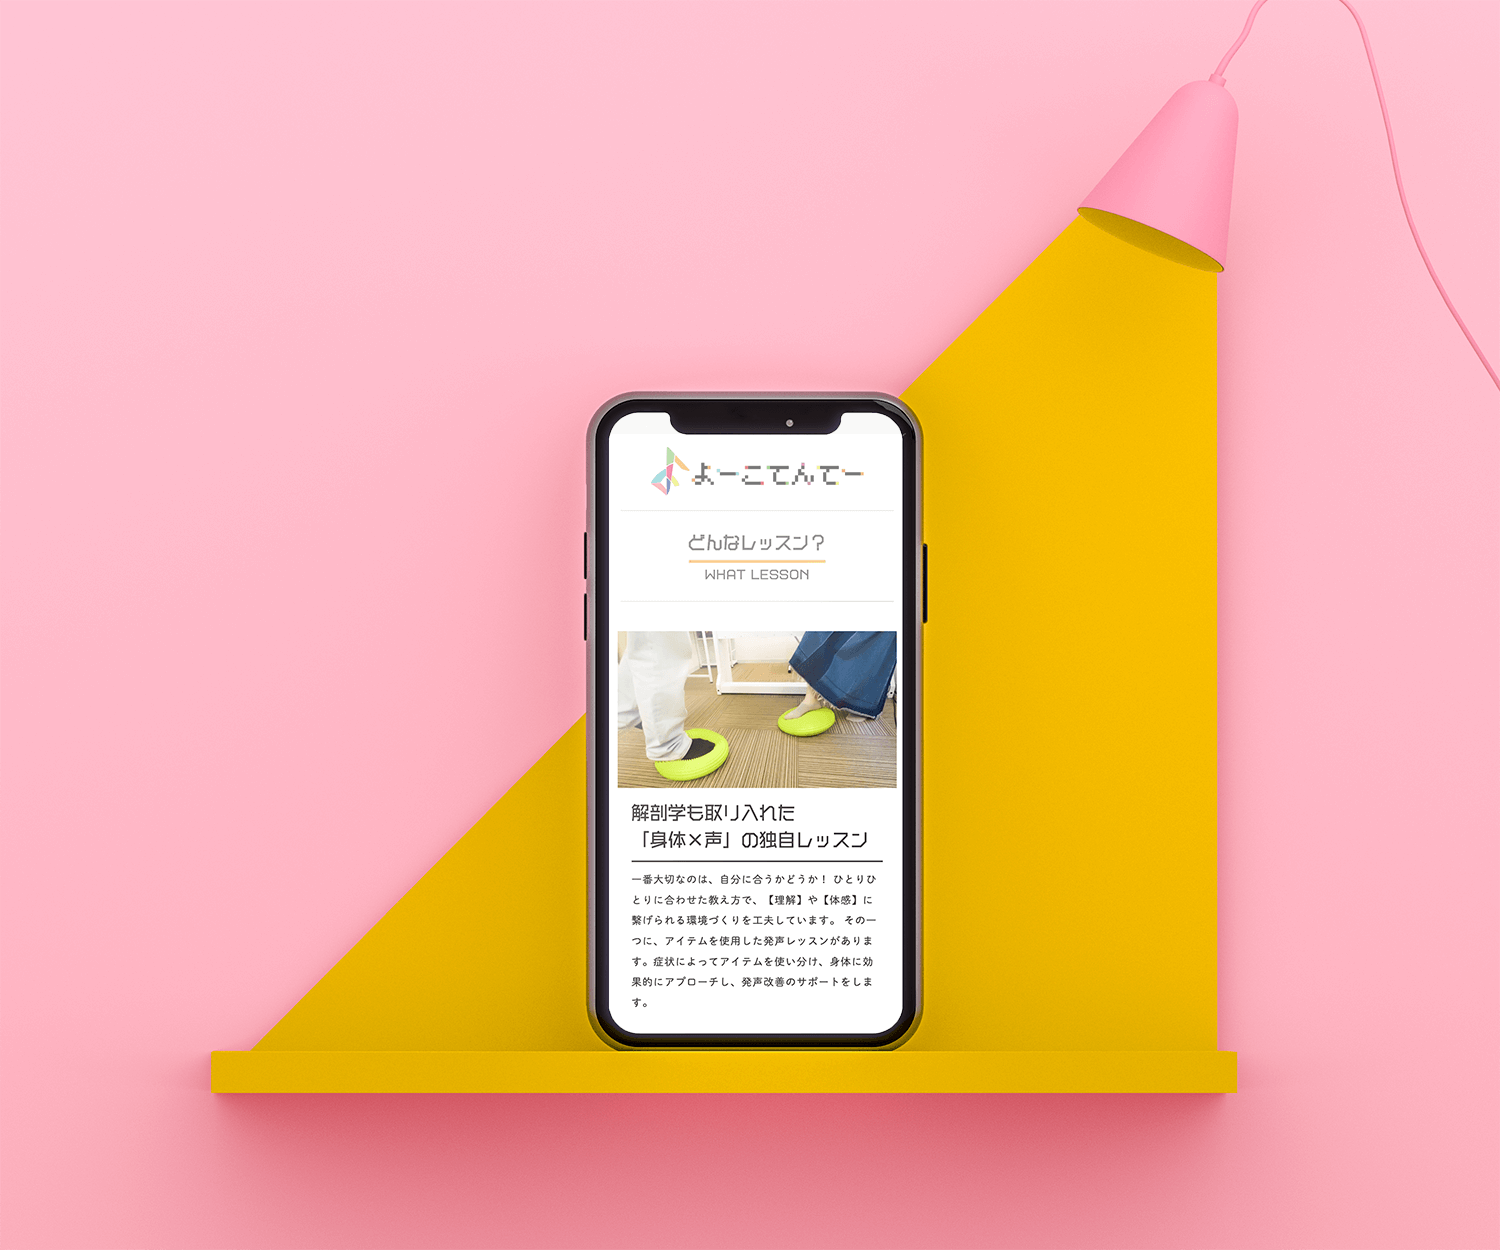 よーこてんてー
どんなレッスン？
WHAT LESSON
解剖学も取り入れた
「身体×声」の独自レッスン
一番大切なのは、自分に合うかどうか！ ひとりひ
とりに合わせた教え方で、【理解】や【体感】に
繋げられる環境づくりを工夫しています。 その一
つに、アイテムを使用した発声レッスンがありま
す。症状によってアイテムを使い分け、身体に効
果的にアプローチし、発声改善のサポートをしま
す。